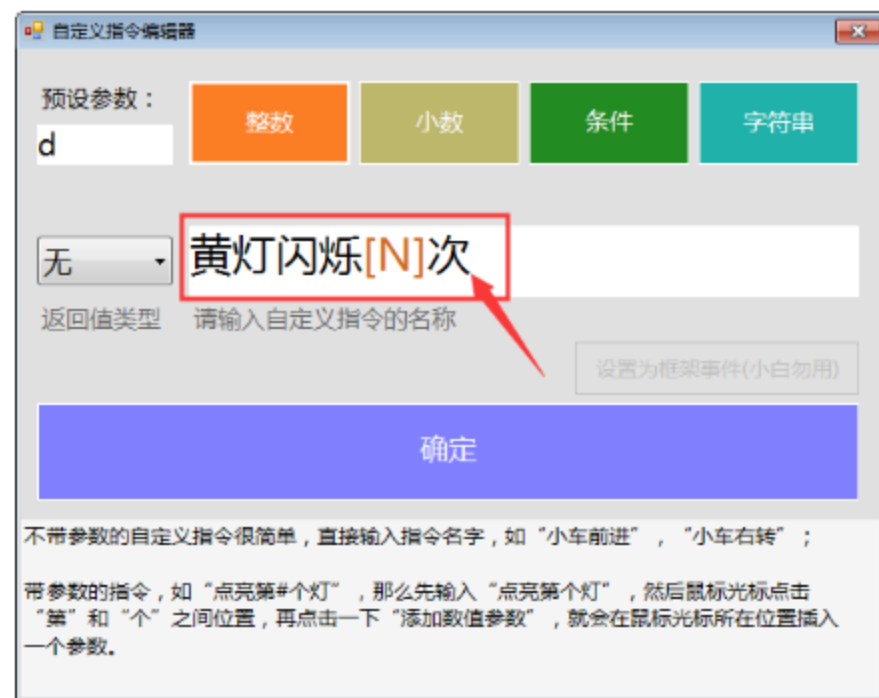 自定义指令编辑器
预设参数：
d
整数
小数
条件
字符串
无
黄灯闪烁[N]次
返回值类型
请输入自定义指令的名称
设置为框架事件(小白勿用)
确定
不带参数的自定义指令很简单，直接输入指令名字，如“小车前进”，“小车右转”；
带参数的指令，如“点亮第#个灯”，那么先输入“点亮第个灯”，然后鼠标光标点击
“第”和“个”之间位置，再点击一下“添加数值参数”，就会在鼠标光标所在位置插入
一个参数。